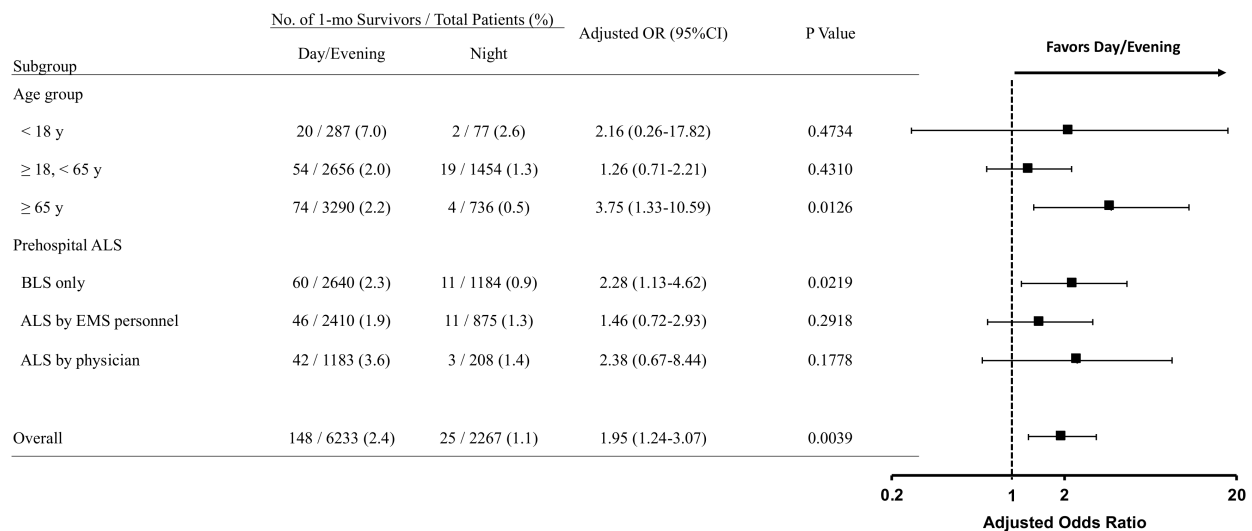 No. of 1-mo Survivors / Total Patients (%)
Adjusted OR (95%CI)
P Value
Day/Evening
Night
Favors Day/Evening
Subgroup
Age group
< 18 y 20 / 287 (7.0) 2 / 77 (2.6) 2.16 (0.26-17.82) 0.4734
≥ 18, < 65 y 54 / 2656 (2.0) 19 / 1454 (1.3) 1.26 (0.71-2.21) 0.4310
≥ 65 y 74 / 3290 (2.2) 4 / 736 (0.5) 3.75 (1.33-10.59) 0.0126
Prehospital ALS
BLS only 60 / 2640 (2.3) 11 / 1184 (0.9) 2.28 (1.13-4.62) 0.0219
ALS by EMS personnel 46 / 2410 (1.9) 11 / 875 (1.3) 1.46 (0.72-2.93) 0.2918
ALS by physician 42 / 1183 (3.6) 3 / 208 (1.4) 2.38 (0.67-8.44) 0.1778
Overall 148 / 6233 (2.4) 25 / 2267 (1.1) 1.95 (1.24-3.07) 0.0039
0.2 1 2 20
Adjusted Odds Ratio